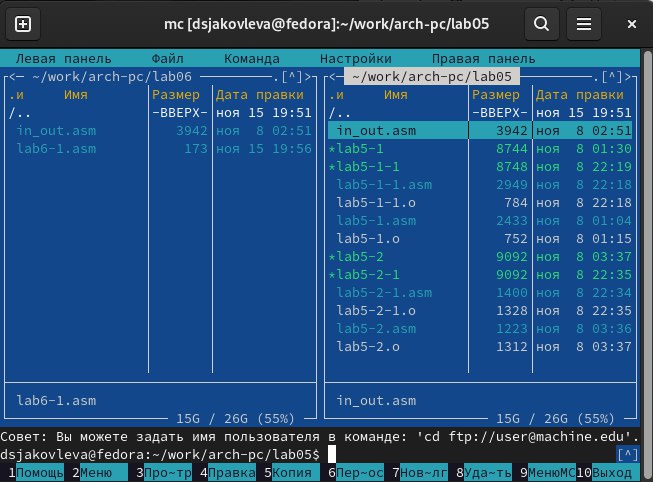 mc [dsjakovleva@fedora]:~/work/arch-pc/lab05
Левая панель Файл Команда Настройки Правая панель
<─ ~/work/arch-pc/lab06 .[^]> <─ ~/work/arch-pc/lab05 .[^]>
.и Имя Размер Дата правки .и Имя Размер Дата правки
/.. -ВВЕРХ- ноя 15 19:51 /.. -ВВЕРХ- ноя 15 19:51
in_out.asm 3942 ноя 8 02:51 in_out.asm 3942 ноя 8 02:51
lab6-1.asm 173 ноя 15 19:56 *lab5-1 8744 ноя 8 01:30
*lab5-1-1 8748 ноя 8 22:19
lab5-1-1.asm 2949 ноя 8 22:18
lab5-1-1.o 784 ноя 8 22:18
lab5-1.asm 2433 ноя 8 01:04
lab5-1.o 752 ноя 8 01:15
*lab5-2 9092 ноя 8 03:37
*lab5-2-1 9092 ноя 8 22:35
lab5-2-1.asm 1400 ноя 8 22:34
lab5-2-1.o 1328 ноя 8 22:35
lab5-2.asm 1223 ноя 8 03:36
lab5-2.o 1312 ноя 8 03:37
lab6-1.asm in_out.asm
15G / 26G (55%) 15G / 26G (55%)
Совет: Вы можете задать имя пользователя в команде: 'cd ftp://user@machine.edu'.
dsjakovleva@fedora:~/work/arch-pc/lab05$ [^]
1Помощь 2Меню 3Про~тр 4Правка 5Копия 6Пер~ос 7Нов~лг 8Уда~ть 9МенюMC 10Выход